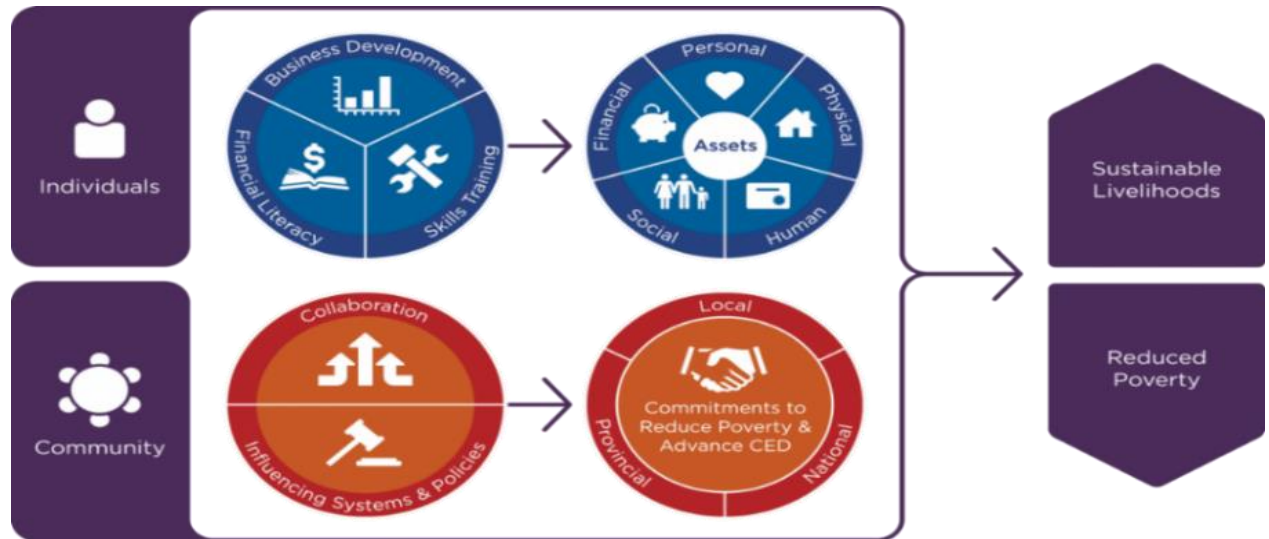 Individuals
Business Development
Financial Literacy
Skills Training
$
Personal
Financial
Physical
Assets
Social
Human
Community
Collaboration
Influencing Systems & Policies
Local
Provincial
National
Commitments to
Reduce Poverty &
Advance CED
Sustainable
Livelihoods
Reduced
Poverty